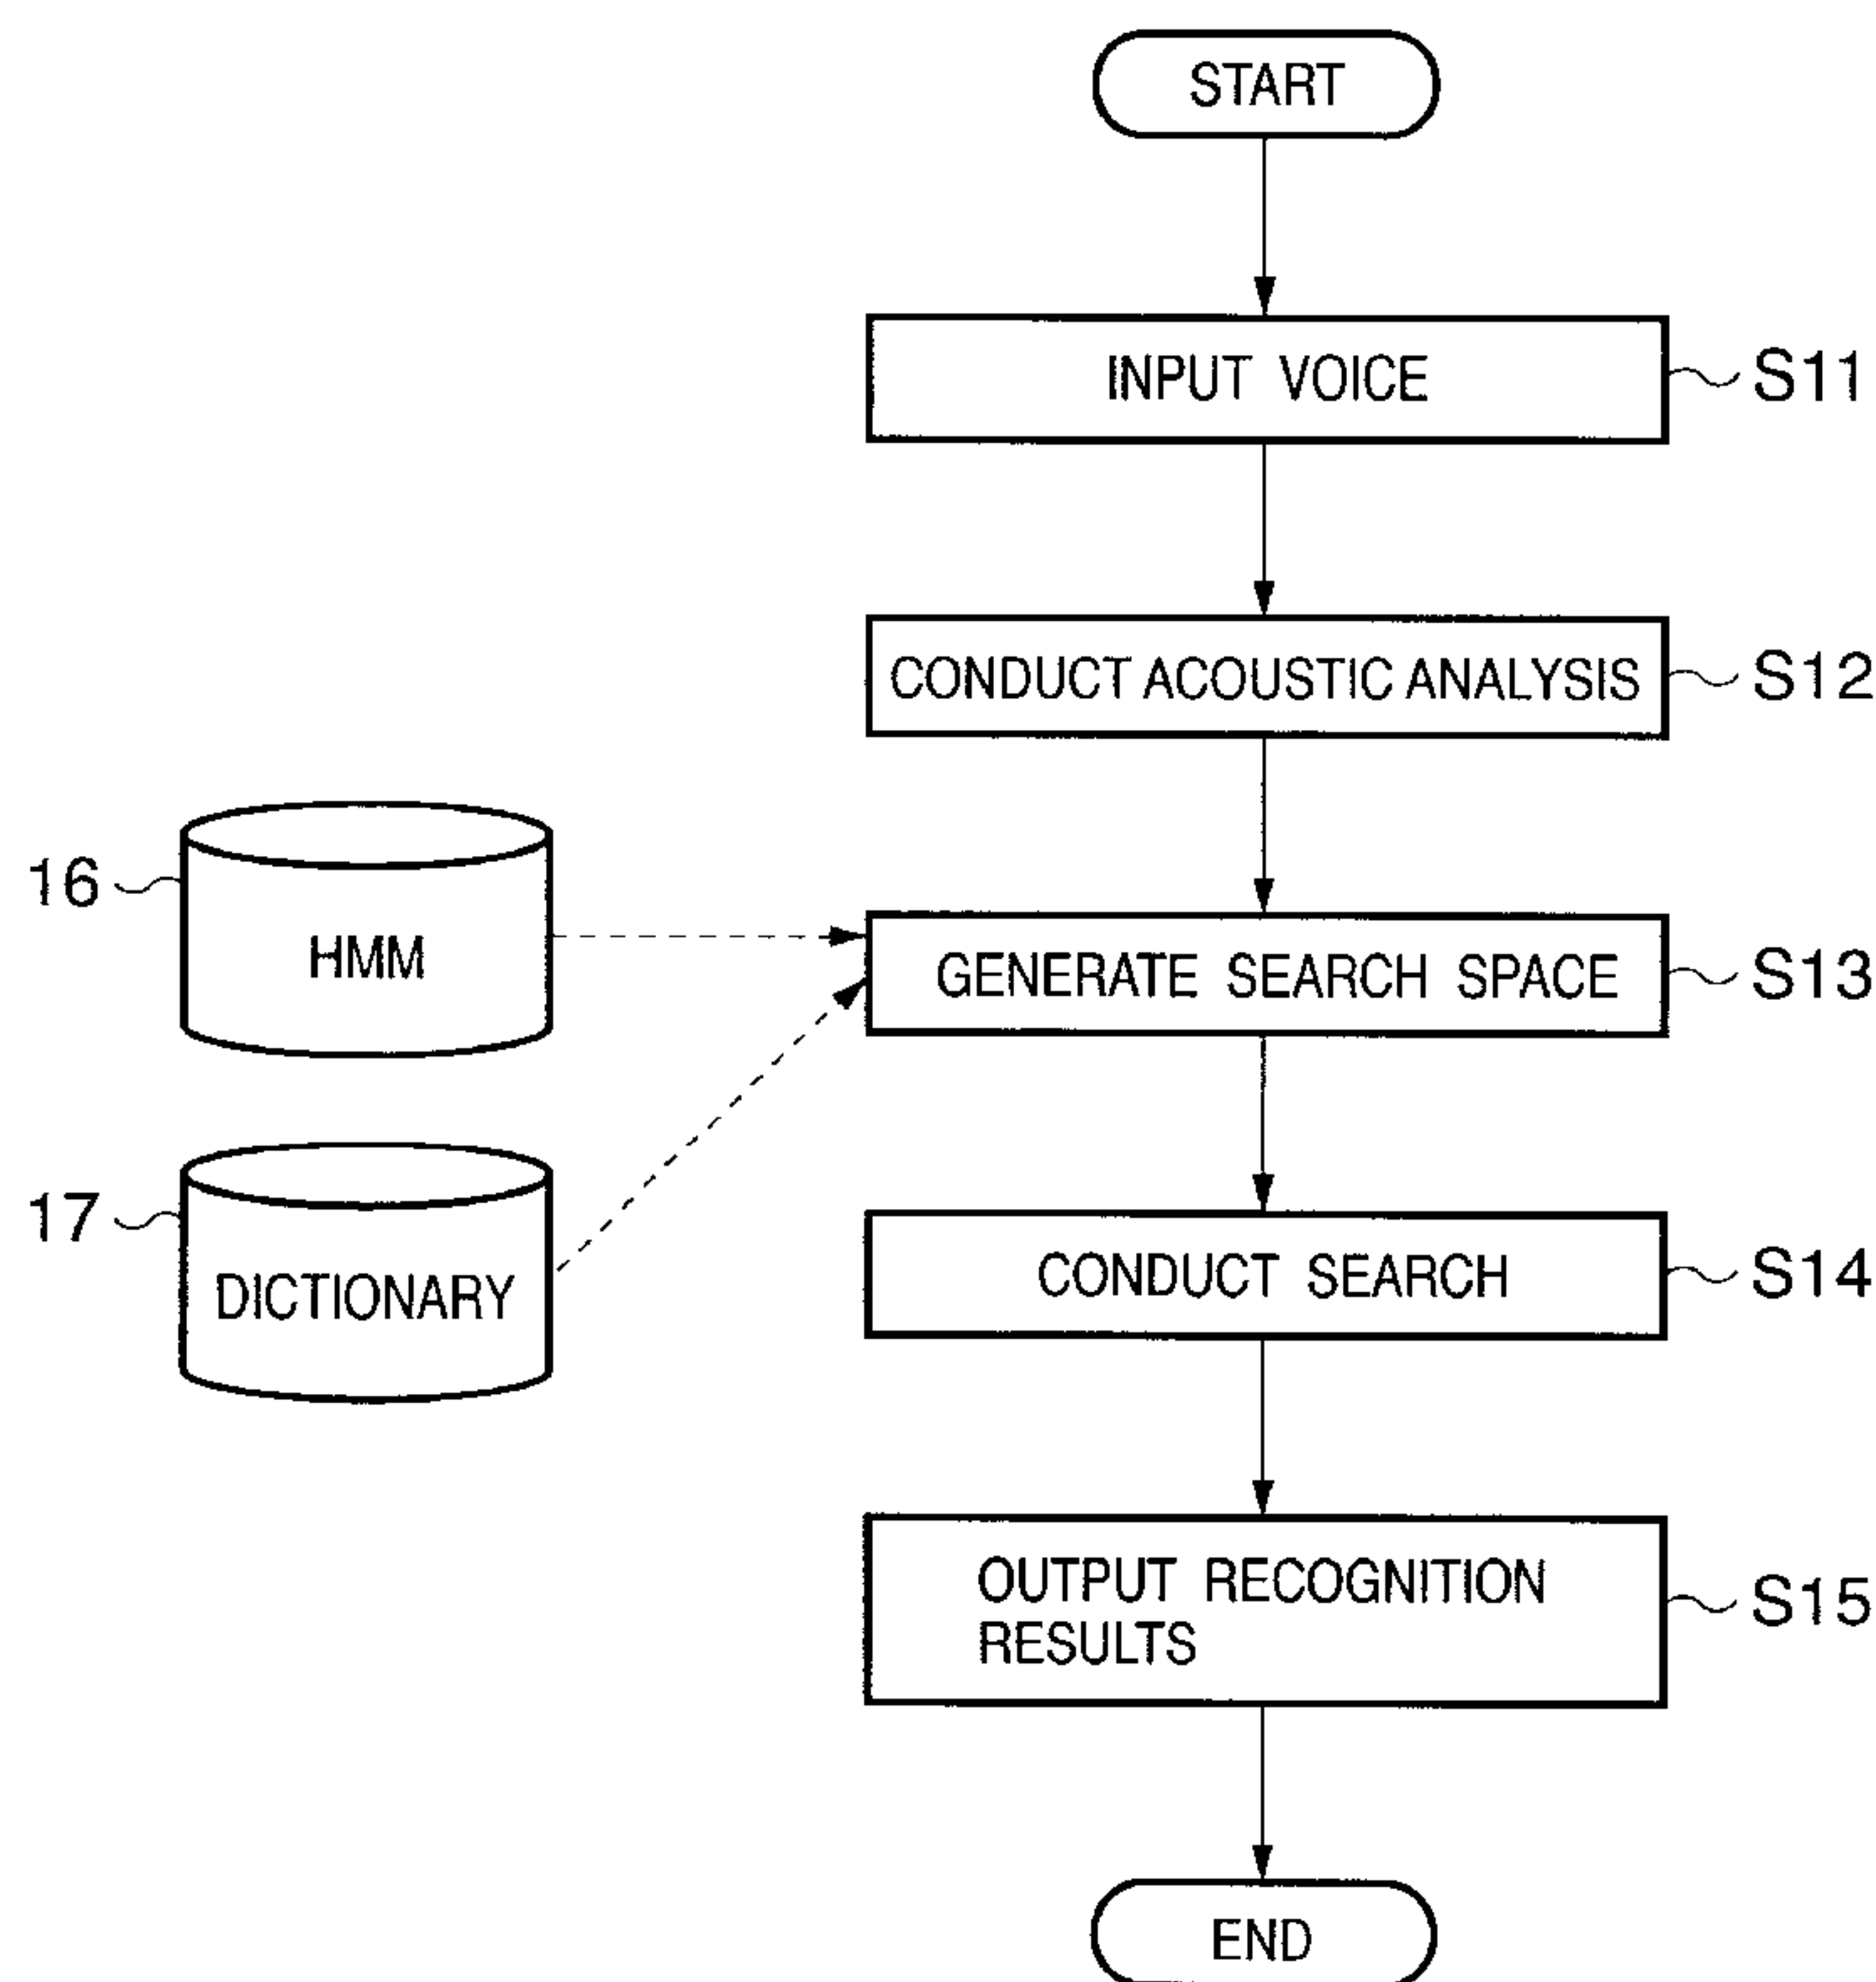 START
INPUT VOICE
S11
CONDUCT ACOUSTIC ANALYSIS
S12
16
HMM
GENERATE SEARCH SPACE
S13
17
DICTIONARY
CONDUCT SEARCH
S14
OUTPUT RECOGNITION
RESULTS
S15
END